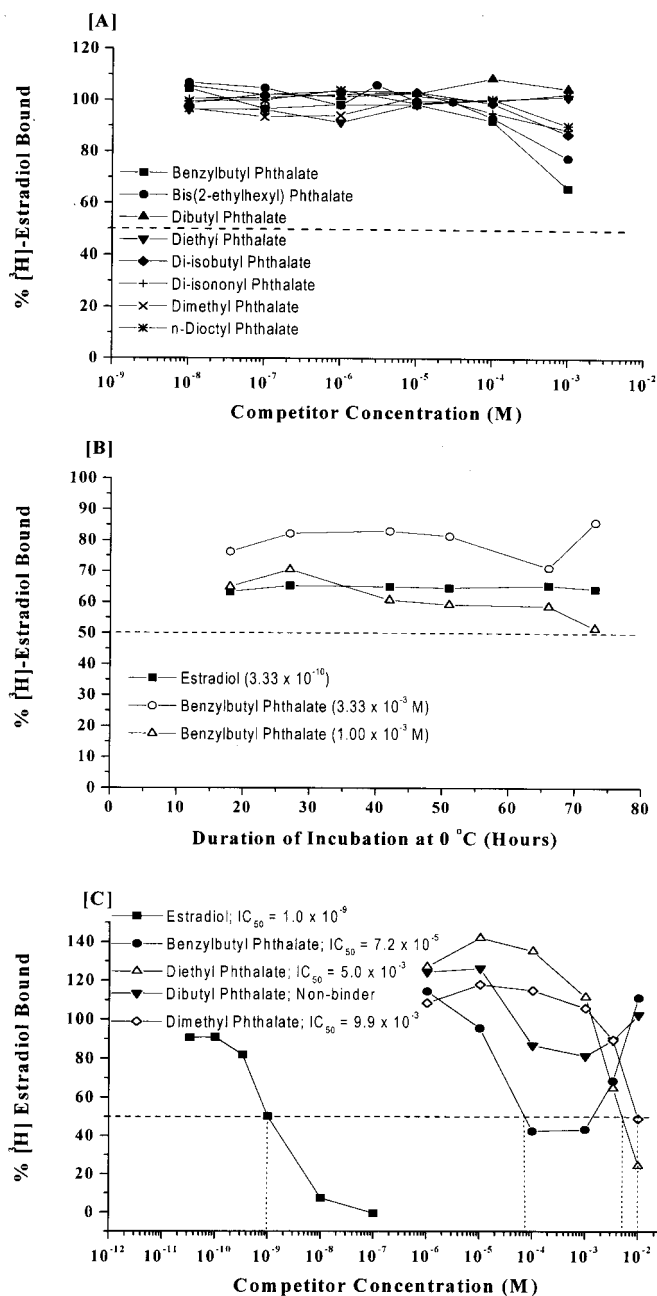 [A]
120
100
80
60
40
20
0
% [³H]-Estradiol Bound
Benzylbutyl Phthalate
Bis(2-ethylhexyl) Phthalate
Dibutyl Phthalate
Diethyl Phthalate
Di-isobutyl Phthalate
Di-isononyl Phthalate
Dimethyl Phthalate
n-Dioctyl Phthalate
10⁻⁹ 10⁻⁸ 10⁻⁷ 10⁻⁶ 10⁻⁵ 10⁻⁴ 10⁻³ 10⁻²
Competitor Concentration (M)
[B]
100
90
80
70
60
50
40
30
20
10
0
% [³H]-Estradiol Bound
Estradiol (3.33 x 10⁻¹⁰)
Benzylbutyl Phthalate (3.33 x 10⁻³ M)
Benzylbutyl Phthalate (1.00 x 10⁻³ M)
0 10 20 30 40 50 60 70 80
Duration of Incubation at 0 °C (Hours)
[C]
140
120
100
80
60
40
20
0
% [³H] Estradiol Bound
Estradiol; IC₅₀ = 1.0 x 10⁻⁹
Benzylbutyl Phthalate; IC₅₀ = 7.2 x 10⁻⁵
Diethyl Phthalate; IC₅₀ = 5.0 x 10⁻³
Dibutyl Phthalate; Non-binder
Dimethyl Phthalate; IC₅₀ = 9.9 x 10⁻³
10⁻¹² 10⁻¹¹ 10⁻¹⁰ 10⁻⁹ 10⁻⁸ 10⁻⁷ 10⁻⁶ 10⁻⁵ 10⁻⁴ 10⁻³ 10⁻²
Competitor Concentration (M)